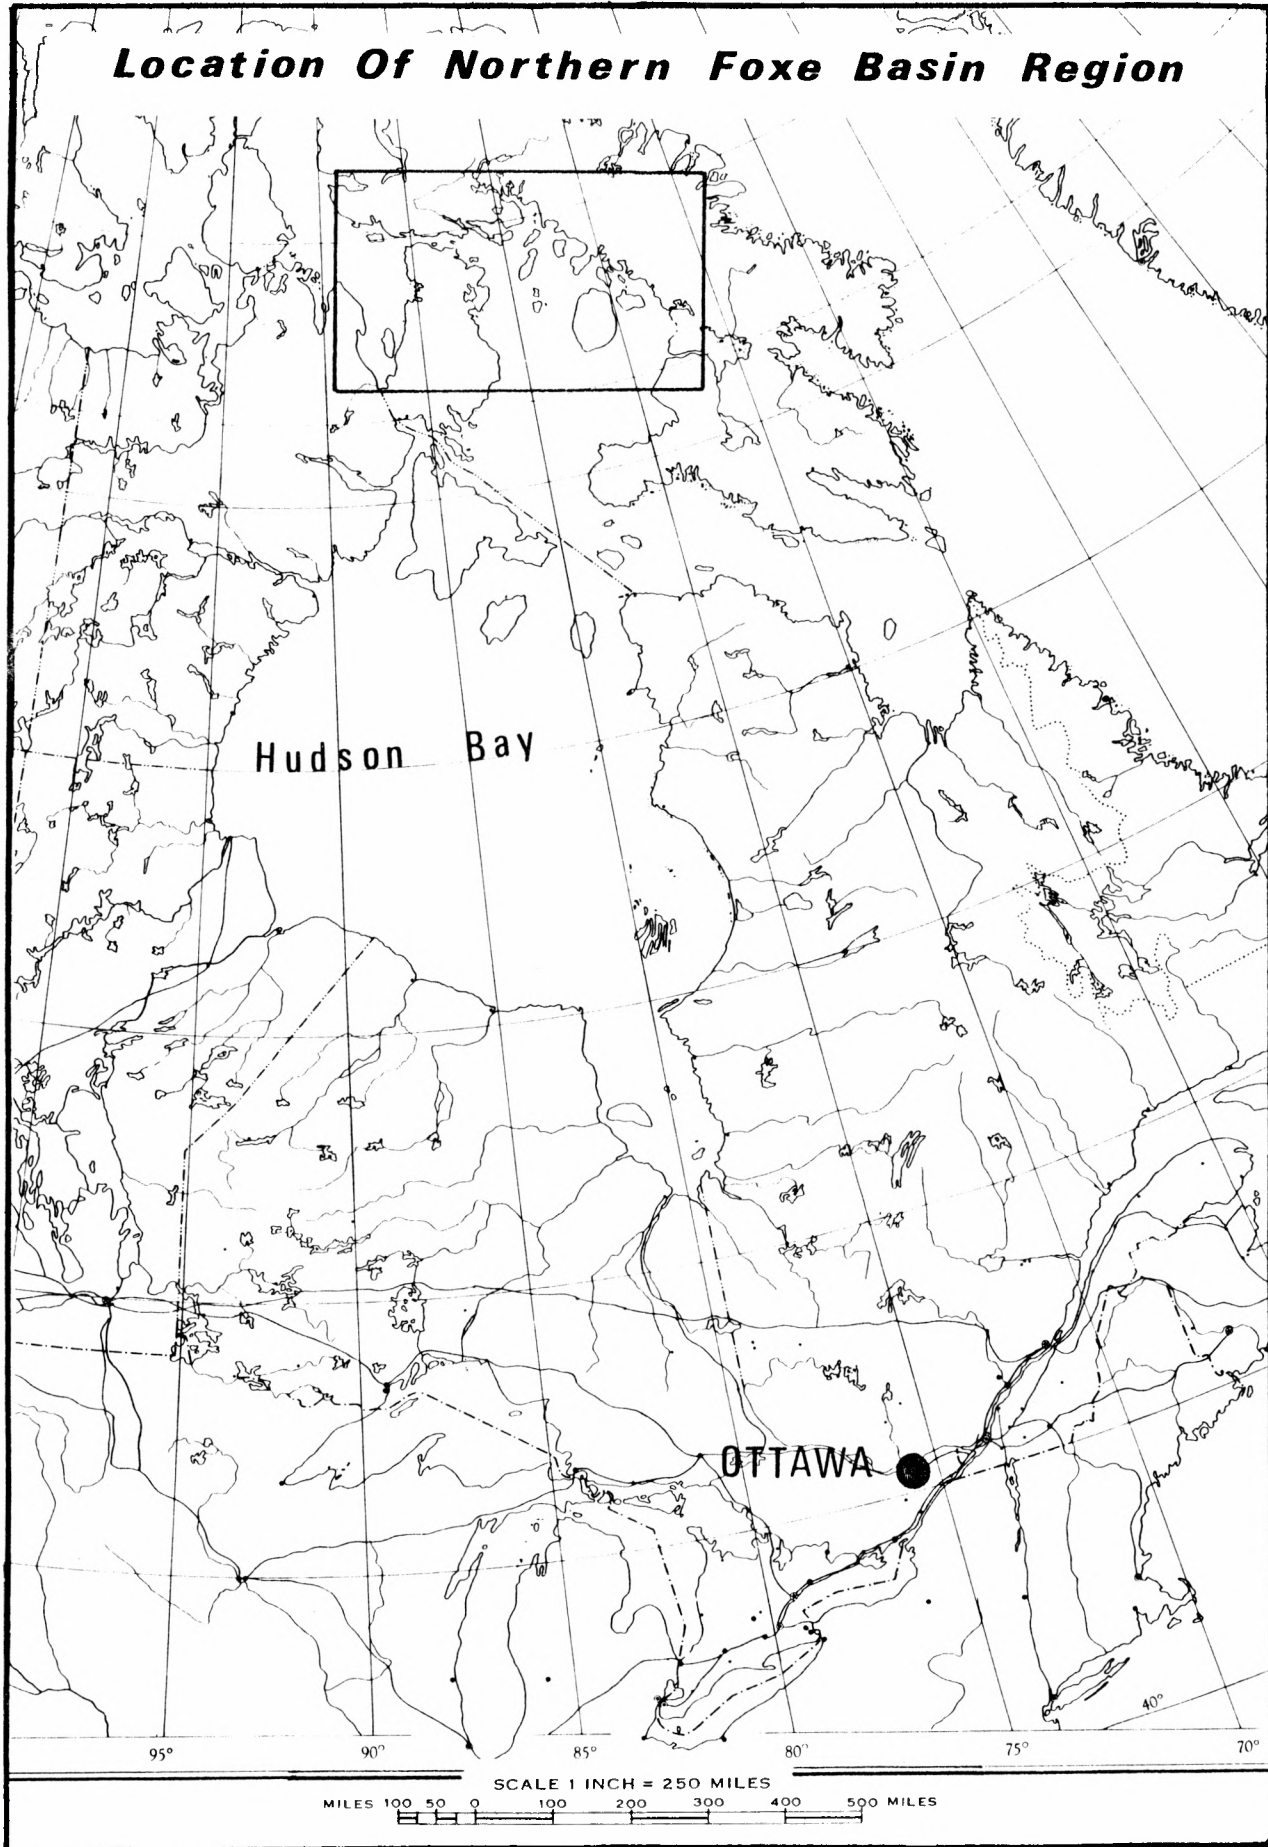 Location Of Northern Foxe Basin Region
Hudson Bay
OTTAWA
40°
95° 90° 85° 80° 75° 70°
SCALE 1 INCH = 250 MILES
MILES 100 50 0 100 200 300 400 500 MILES